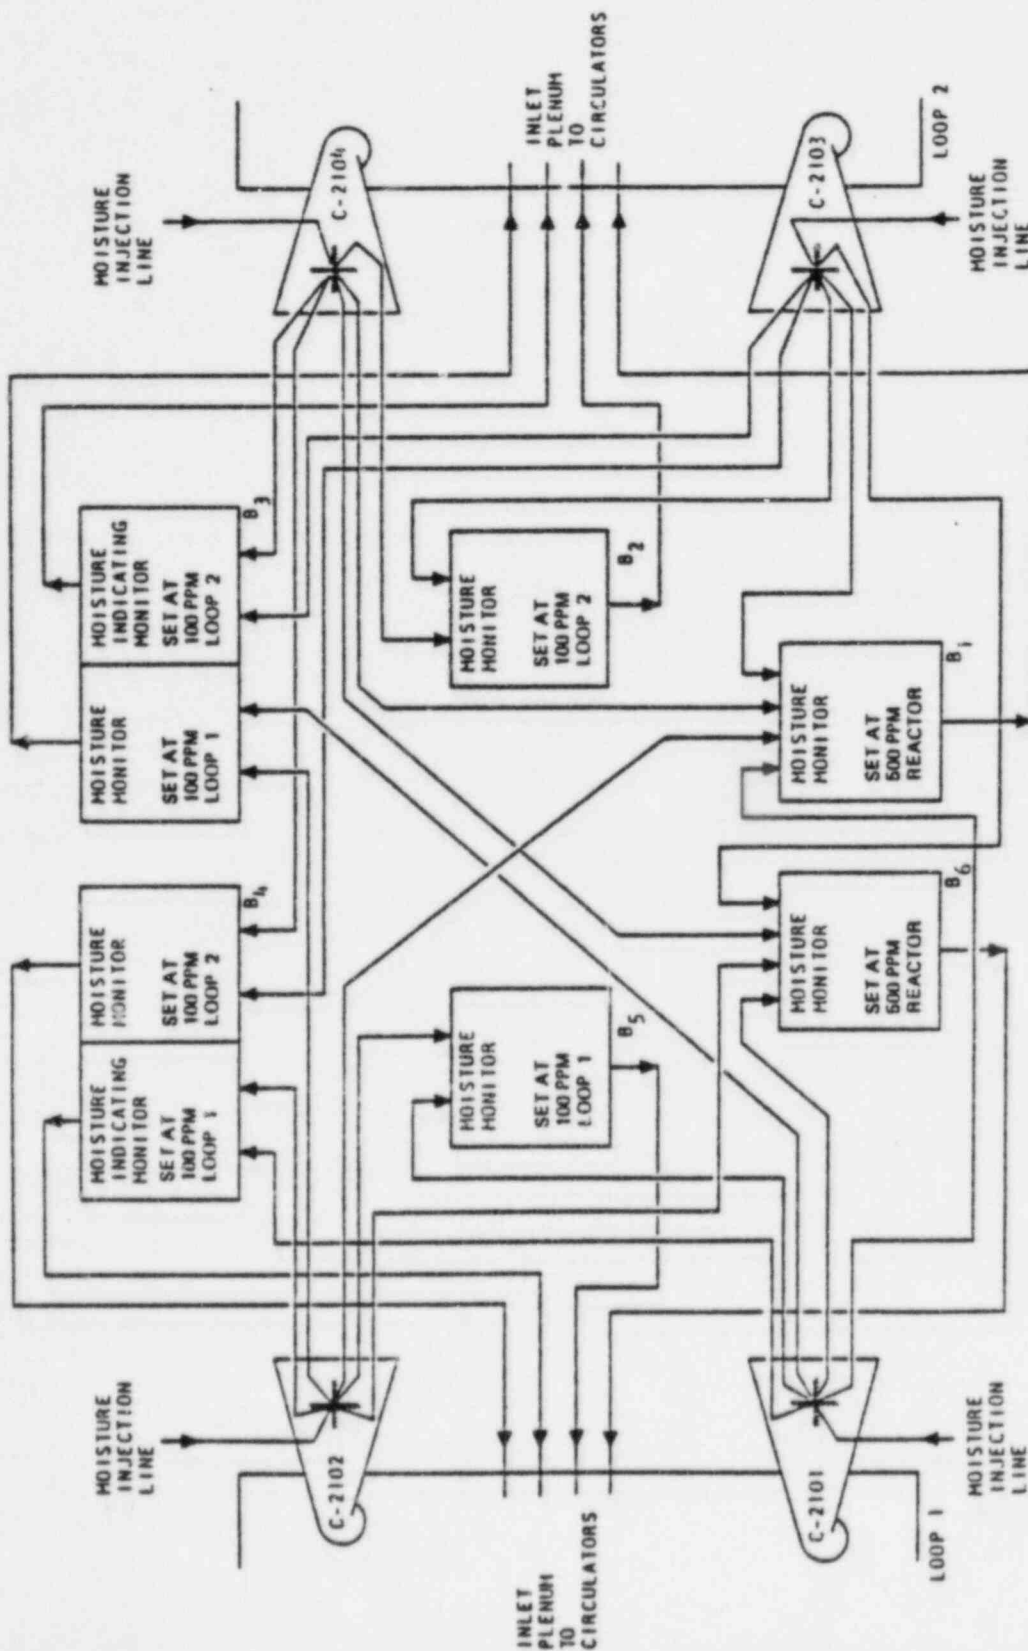 MOISTURE
INJECTION
LINE
MOISTURE
INDICATING
MONITOR
SET AT
100 PPM
LOOP 1
MOISTURE
MONITOR
SET AT
100 PPM
LOOP 2
B4
MOISTURE
MONITOR
SET AT
100 PPM
LOOP 1
MOISTURE
INDICATING
MONITOR
SET AT
100 PPM
LOOP 2
B3
MOISTURE
INJECTION
LINE
C-2102
C-2104
INLET
PLENUM
TO
CIRCULATORS
MOISTURE
MONITOR
SET AT
100 PPM
LOOP 1
B5
MOISTURE
MONITOR
SET AT
100 PPM
LOOP 2
B2
INLET
PLENUM
TO
CIRCULATORS
C-2101
MOISTURE
MONITOR
SET AT
500 PPM
REACTOR
B6
MOISTURE
MONITOR
SET AT
500 PPM
REACTOR
B1
C-2103
LOOP 1
LOOP 2
MOISTURE
INJECTION
LINE
MOISTURE
INJECTION
LINE